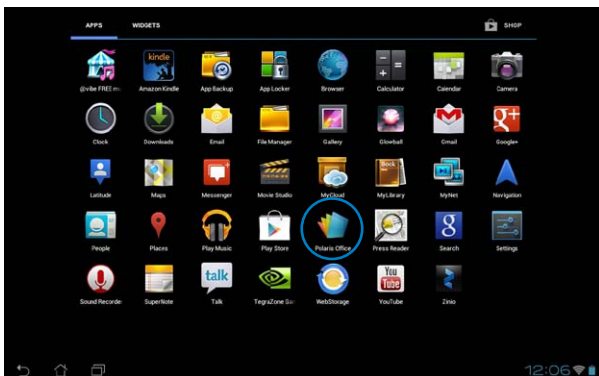 APPS WIDGETS SHOP
kindle
@vibe FREE m Amazon Kindle App Backup App Locker Browser Calculator Calendar Camera
g+
Clock Downloads Email File Manager Gallery Glowball Gmail Google+
Book
Latitude Maps Messenger Movie Studio MyCloud MyLibrary MyNet Navigation
g
People Places Play Music Play Store Polaris Office Press Reader Search Settings
talk You Tube
Sound Recorder SuperNote Talk TegraZone Ga WebStorage YouTube Zinio
12:06